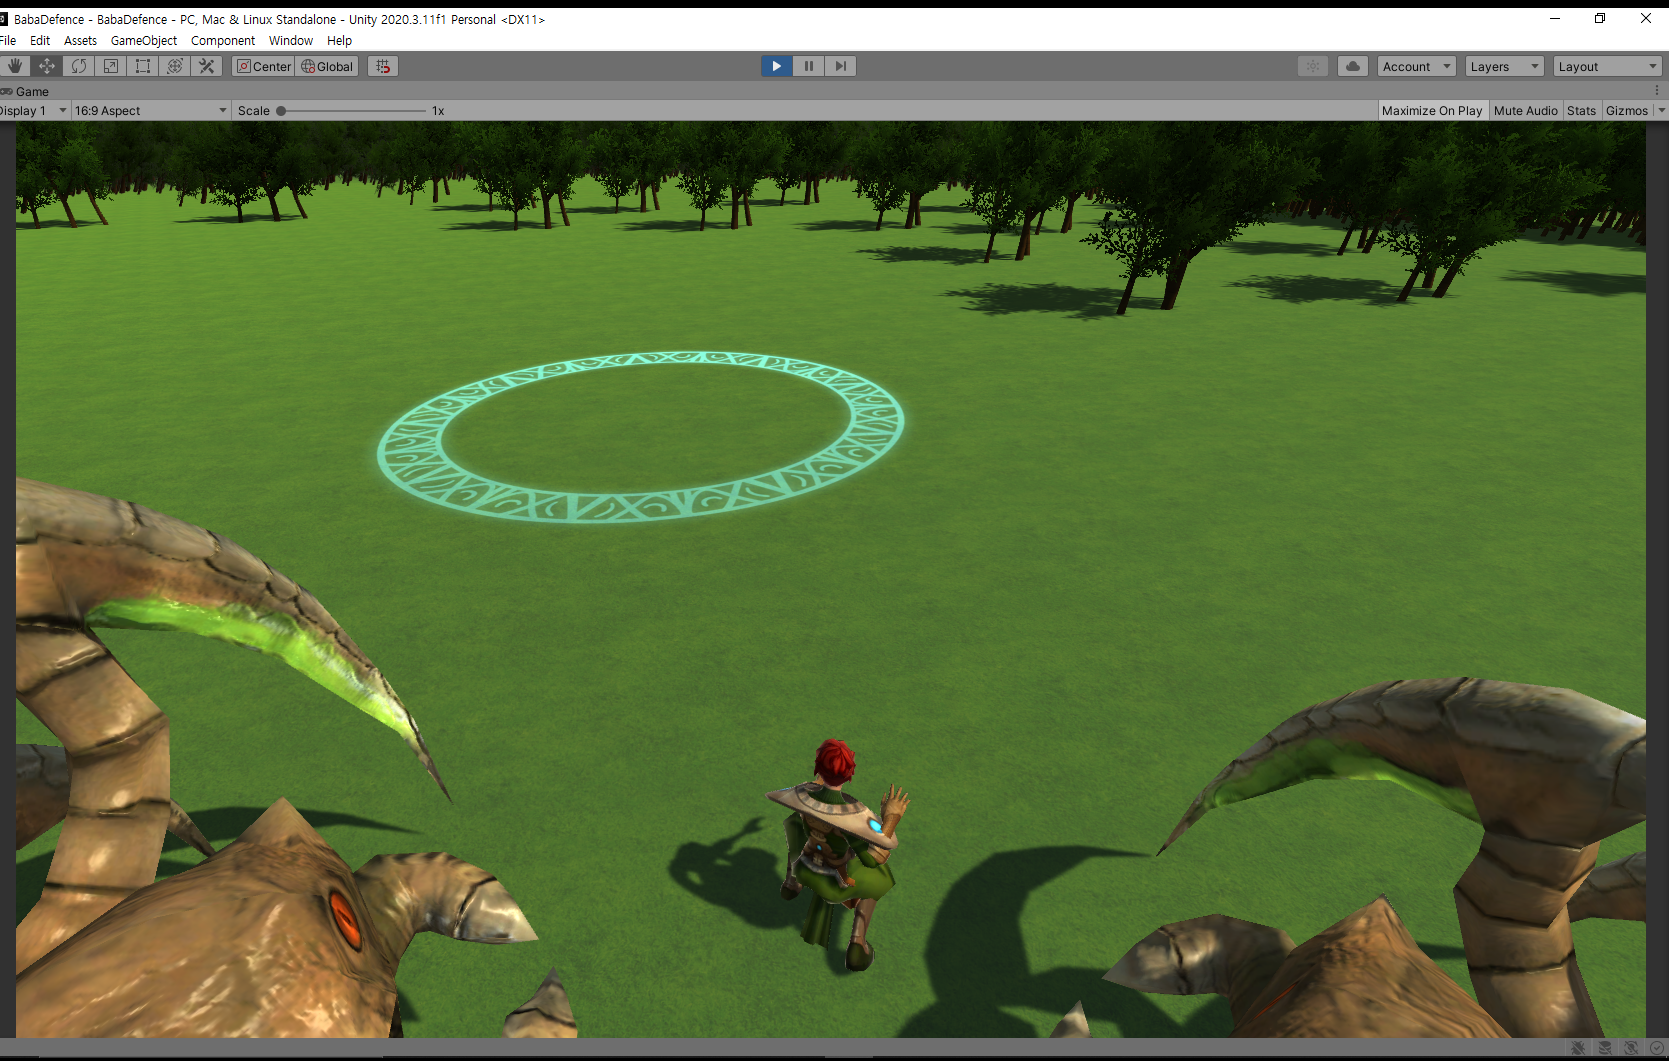 BabaDefence - BabaDefence - PC, Mac & Linux Standalone - Unity 2020.3.11f1 Personal <DX11>
File Edit Assets GameObject Component Window Help
Center Global Account Layers Layout
Game
Display 1 16:9 Aspect Scale 1x Maximize On Play Mute Audio Stats Gizmos